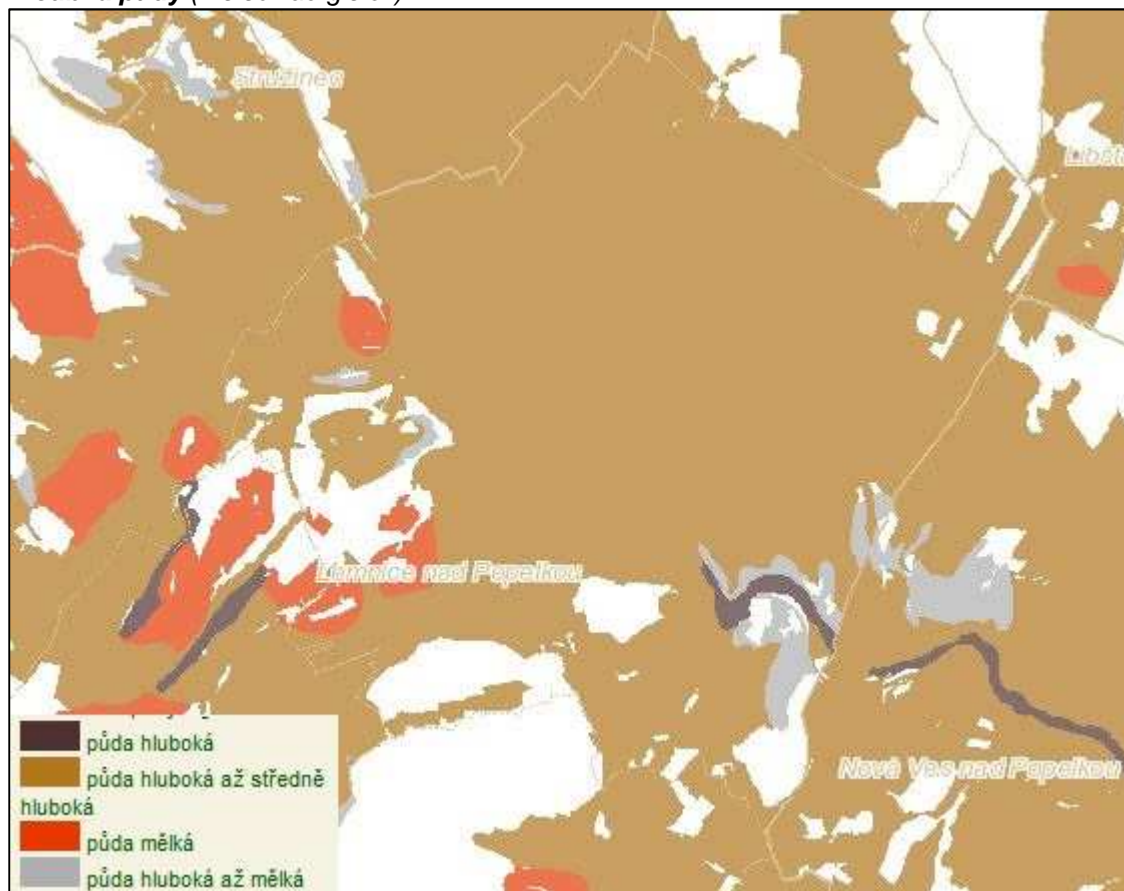 půdy
Stružinec
Lomnice nad Popelkou
Nová Ves nad Popelkou
půda hluboká
půda hluboká až středně
hluboká
půda mělká
půda hluboká až mělká